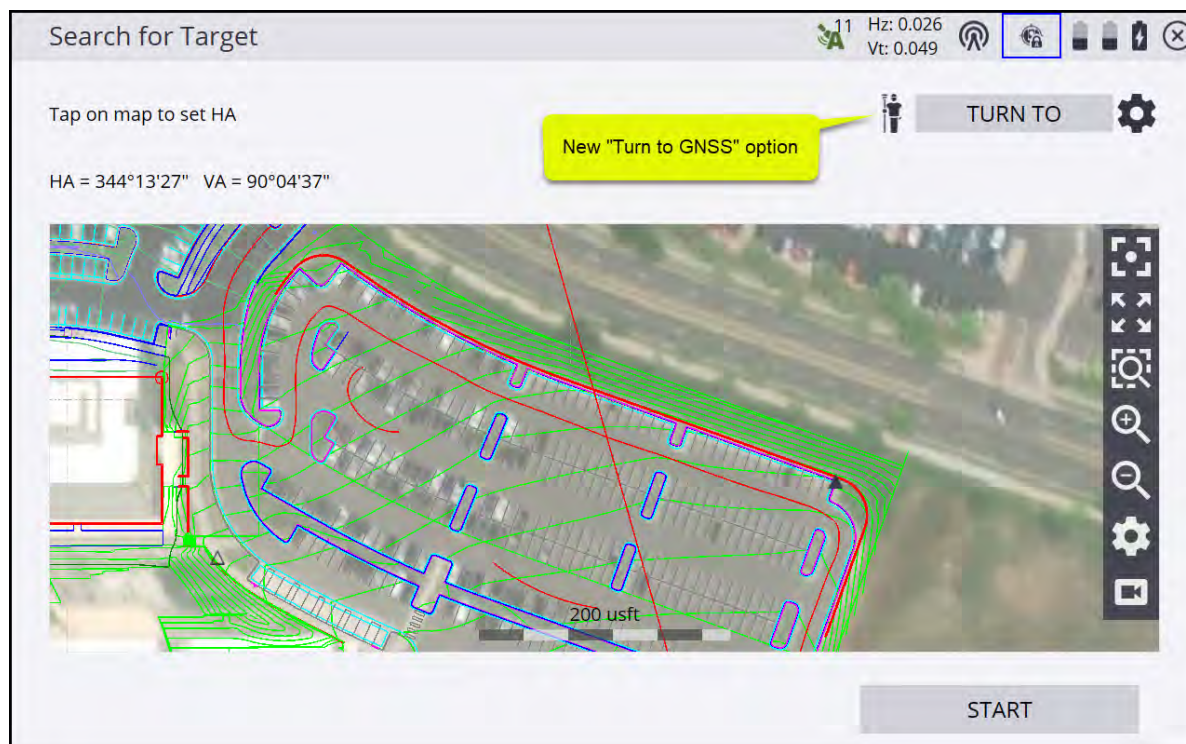 Search for Target
11
Hz: 0.026
Vt: 0.049
Tap on map to set HA
TURN TO
New "Turn to GNSS" option
HA = 344°13'27" VA = 90°04'37"
200 usft
START